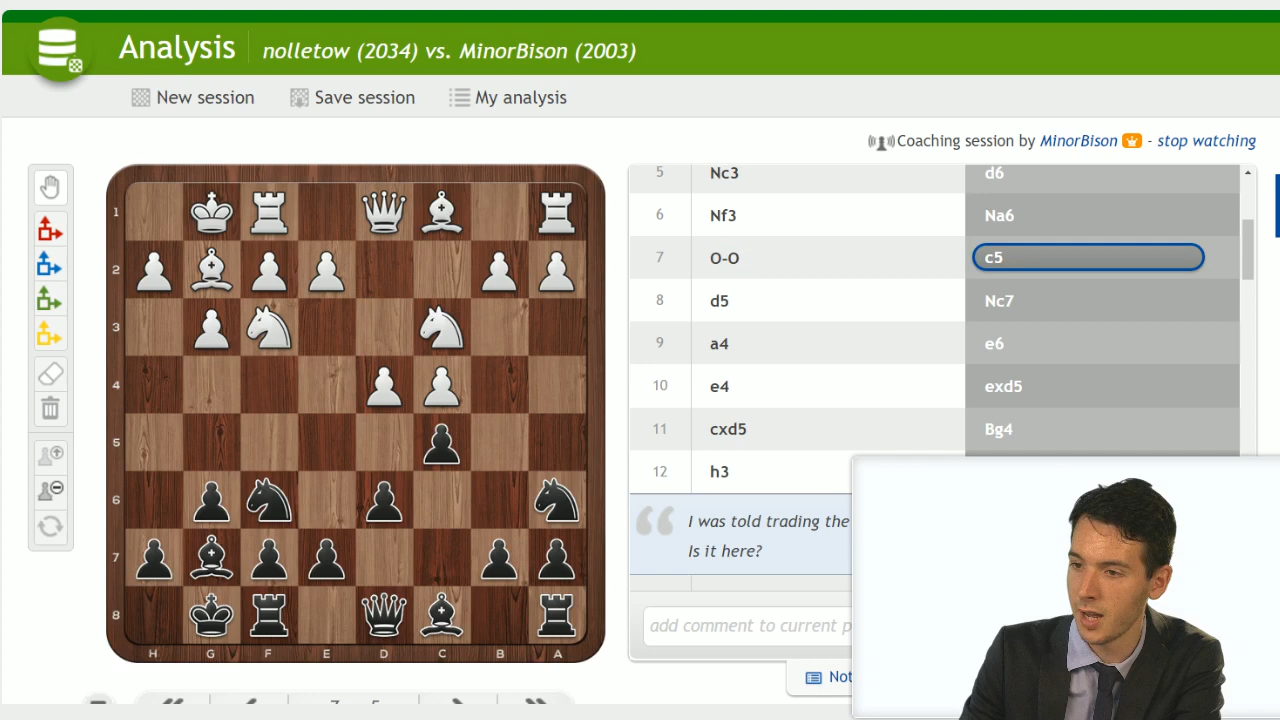 Analysis nolletow (2034) vs. MinorBison (2003)
New session Save session My analysis
Coaching session by MinorBison - stop watching
5 Nc3 d6
6 Nf3 Na6
7 O-O c5
8 d5 Nc7
9 a4 e6
10 e4 exd5
11 cxd5 Bg4
12 h3
I was told trading the
Is it here?
add comment to current p
Not
1
2
3
4
5
6
7
8
H G F E D C B A